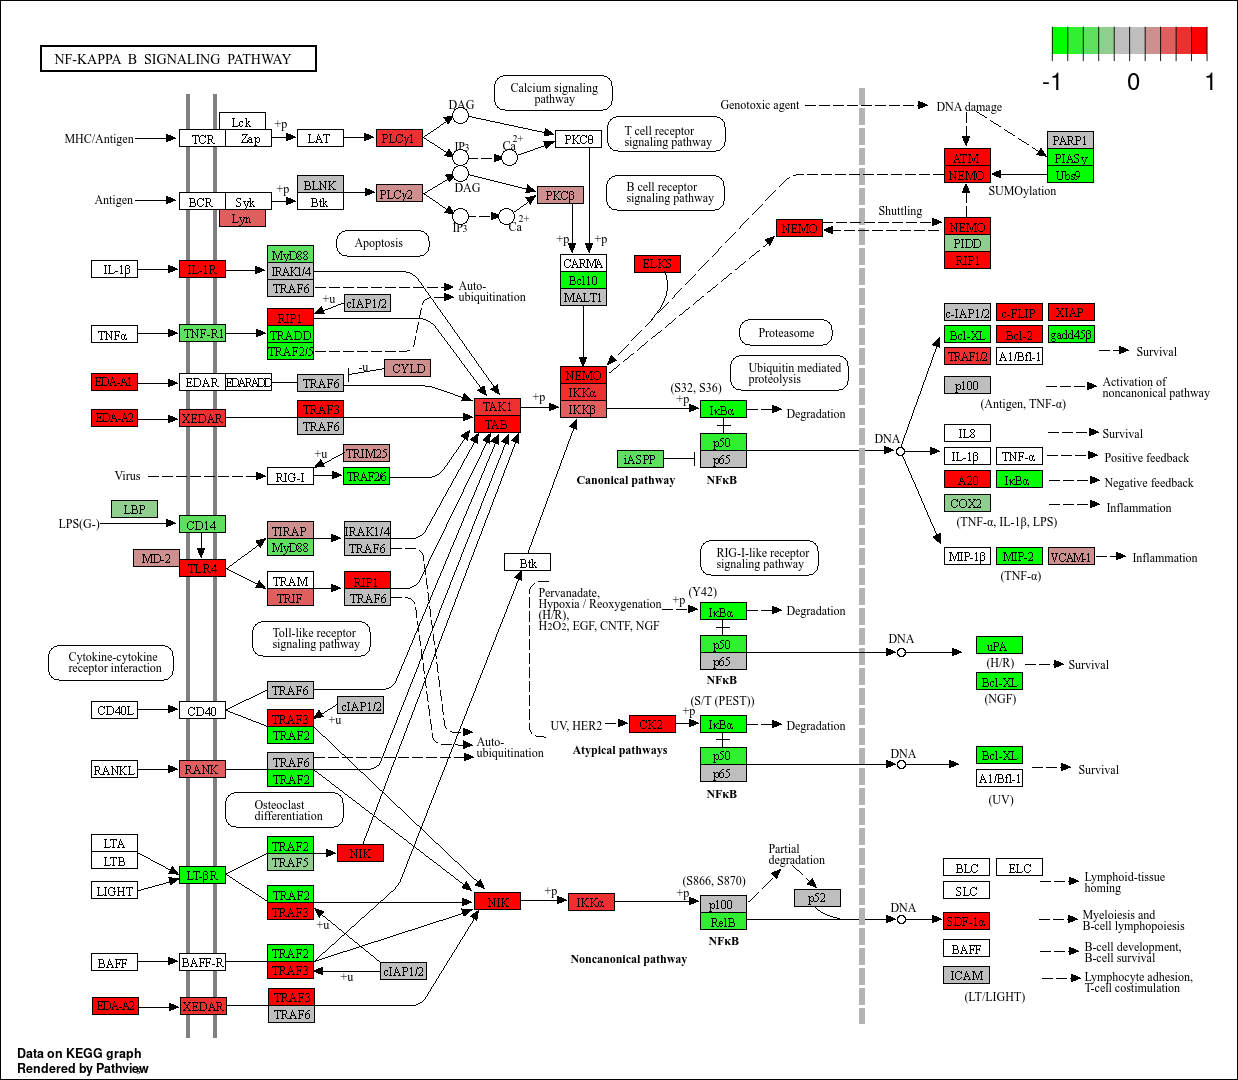 NF-KAPPA B SIGNALING PATHWAY
-1 0 1
Calcium signaling
pathway
T cell receptor
signaling pathway
B cell receptor
signaling pathway
Genotoxic agent
DNA damage
MHC/Antigen
TCR
Lck
Zap
+p
LAT
PLCγ1
DAG
IP3
Ca2+
PKCθ
PARP1
PIASy
Ubs9
ATM
NEMO
SUMOylation
Antigen
BCR
Syk
Lyn
+p
BLNK
Btk
PLCγ2
DAG
IP3
Ca2+
PKCβ
+p
+p
Shuttling
NEMO
NEMO
PIDD
RIP1
Apoptosis
IL-1β
IL-1R
MyD88
IRAK1/4
TRAF6
Auto-
ubiquitination
CARMA
Bcl10
MALT1
ELKS
+u
cIAP1/2
TNFα
TNF-R1
RIP1
TRADD
TRAF2/5
Proteasome
Ubiquitin mediated
proteolysis
c-IAP1/2
c-FLIP
XIAP
Bcl-XL
Bcl-2
gadd45β
TRAF1/2
A1/Bfl-1
Survival
EDA-A1
EDAR
EDARADD
TRAF6
-u
CYLD
NEMO
IKKα
IKKβ
p100
(Antigen, TNF-α)
Activation of
noncanonical pathway
EDA-A2
XEDAR
TRAF3
TRAF6
TAK1
TAB
+p
(S32, S36)
+p
IκBα
Degradation
p50
p65
NFκB
iASPP
Canonical pathway
DNA
IL8
Survival
IL-1β
TNF-α
Positive feedback
A20
IκBα
Negative feedback
COX2
Inflammation
(TNF-α, IL-1β, LPS)
MIP-1β
MIP-2
VCAM-1
Inflammation
(TNF-α)
Virus
RIG-I
+u
TRIM25
TRAF2/6
LBP
LPS(G-)
CD14
MD-2
TLR4
TIRAP
MyD88
IRAK1/4
TRAF6
TRAM
TRIF
RIP1
TRAF6
Btk
RIG-I-like receptor
signaling pathway
Pervanadate,
Hypoxia / Reoxygenation
(H/R),
H2O2, EGF, CNTF, NGF
+p
(Y42)
IκBα
Degradation
p50
p65
NFκB
DNA
uPA
(H/R)
Bcl-XL
(NGF)
Survival
Toll-like receptor
signaling pathway
Cytokine-cytokine
receptor interaction
CD40L
CD40
TRAF6
TRAF3
TRAF2
cIAP1/2
+u
Auto-
ubiquitination
UV, HER2
CK2
+p
(S/T (PEST))
IκBα
Degradation
Atypical pathways
p50
p65
NFκB
DNA
Bcl-XL
A1/Bfl-1
(UV)
Survival
RANKL
RANK
TRAF6
TRAF2
Osteoclast
differentiation
LTA
LTB
LIGHT
LT-βR
TRAF2
TRAF5
NIK
TRAF2
TRAF3
+u
NIK
+p
IKKα
+p
(S866, S870)
p100
RelB
NFκB
Partial
degradation
p52
DNA
BLC
ELC
SLC
Lymphoid-tissue
homing
SDF-1α
Myeloiesis and
B-cell lymphopoiesis
BAFF
B-cell development,
B-cell survival
ICAM
Lymphocyte adhesion,
T-cell costimulation
(LT/LIGHT)
BAFF
BAFF-R
TRAF2
TRAF3
+u
cIAP1/2
Noncanonical pathway
EDA-A2
XEDAR
TRAF3
TRAF6
Data on KEGG graph
Rendered by Pathview